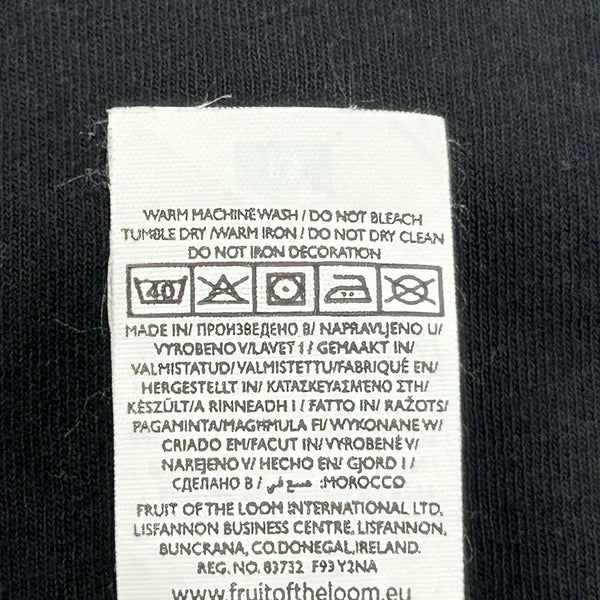 WARM MACHINE WASH / DO NOT BLEACH
TUMBLE DRY /WARM IRON / DO NOT DRY CLEAN
DO NOT IRON DECORATION
40
MADE IN/ ПРОИЗВЕДЕНО В/ NAPRAVLJENO U/
VYROBENO V/LAVET I / GEMAAKT IN/
VALMISTATUD/VALMISTETTU/FABRIQUÉ EN/
HERGESTELLT IN/ ΚΑΤΑΣΚΕΥΑΣΜΕΝΟ ΣΤΗ/
KÉSZÜLT/A RINNEADH I / FATTO IN/ RAŽOTS/
PAGAMINTA/MAGĦMULA FI/ WYKONANE W/
CRIADO EM/FACUT IN/VYROBENÉ V/
NAREJENO V/ HECHO EN/ GJORD I /
СДЕЛАНО В / صنع في :MOROCCO
FRUIT OF THE LOOM INTERNATIONAL LTD,
LISFANNON BUSINESS CENTRE, LISFANNON,
BUNCRANA, CO.DONEGAL,IRELAND.
REG. NO. 83732 F93 Y2NA
www.fruitoftheloom.eu